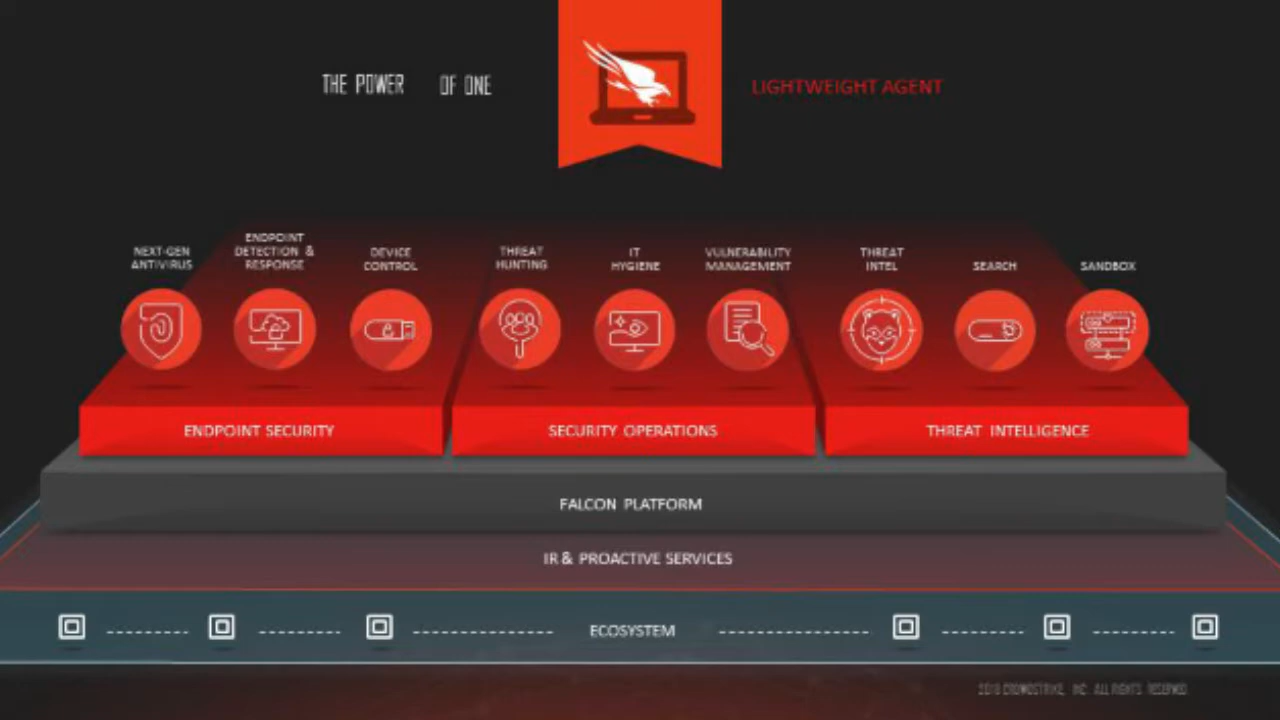 THE POWER OF ONE
LIGHTWEIGHT AGENT
NEXT-GEN
ANTIVIRUS
ENDPOINT
DETECTION &
RESPONSE
DEVICE
CONTROL
THREAT
HUNTING
IT
HYGIENE
VULNERABILITY
MANAGEMENT
THREAT
INTEL
SEARCH
SANDBOX
ENDPOINT SECURITY
SECURITY OPERATIONS
THREAT INTELLIGENCE
FALCON PLATFORM
IR & PROACTIVE SERVICES
ECOSYSTEM
CROWDSTRIKE, INC. ALL RIGHTS RESERVED